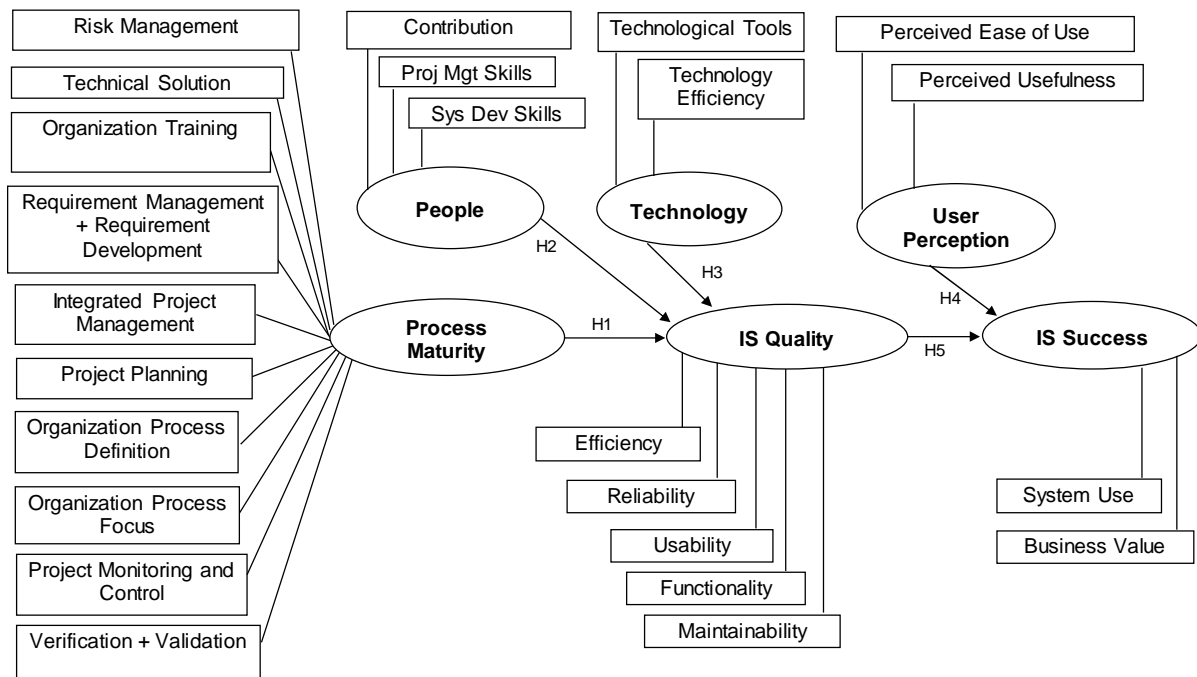 Risk Management
Technical Solution
Organization Training
Requirement Management
+ Requirement
Development
Integrated Project
Management
Project Planning
Organization Process
Definition
Organization Process
Focus
Project Monitoring and
Control
Verification + Validation
Contribution
Proj Mgt Skills
Sys Dev Skills
People
Technological Tools
Technology
Efficiency
Technology
Perceived Ease of Use
Perceived Usefulness
User
Perception
H2
H3
H4
Process
Maturity
H1
IS Quality
H5
IS Success
Efficiency
Reliability
Usability
Functionality
Maintainability
System Use
Business Value